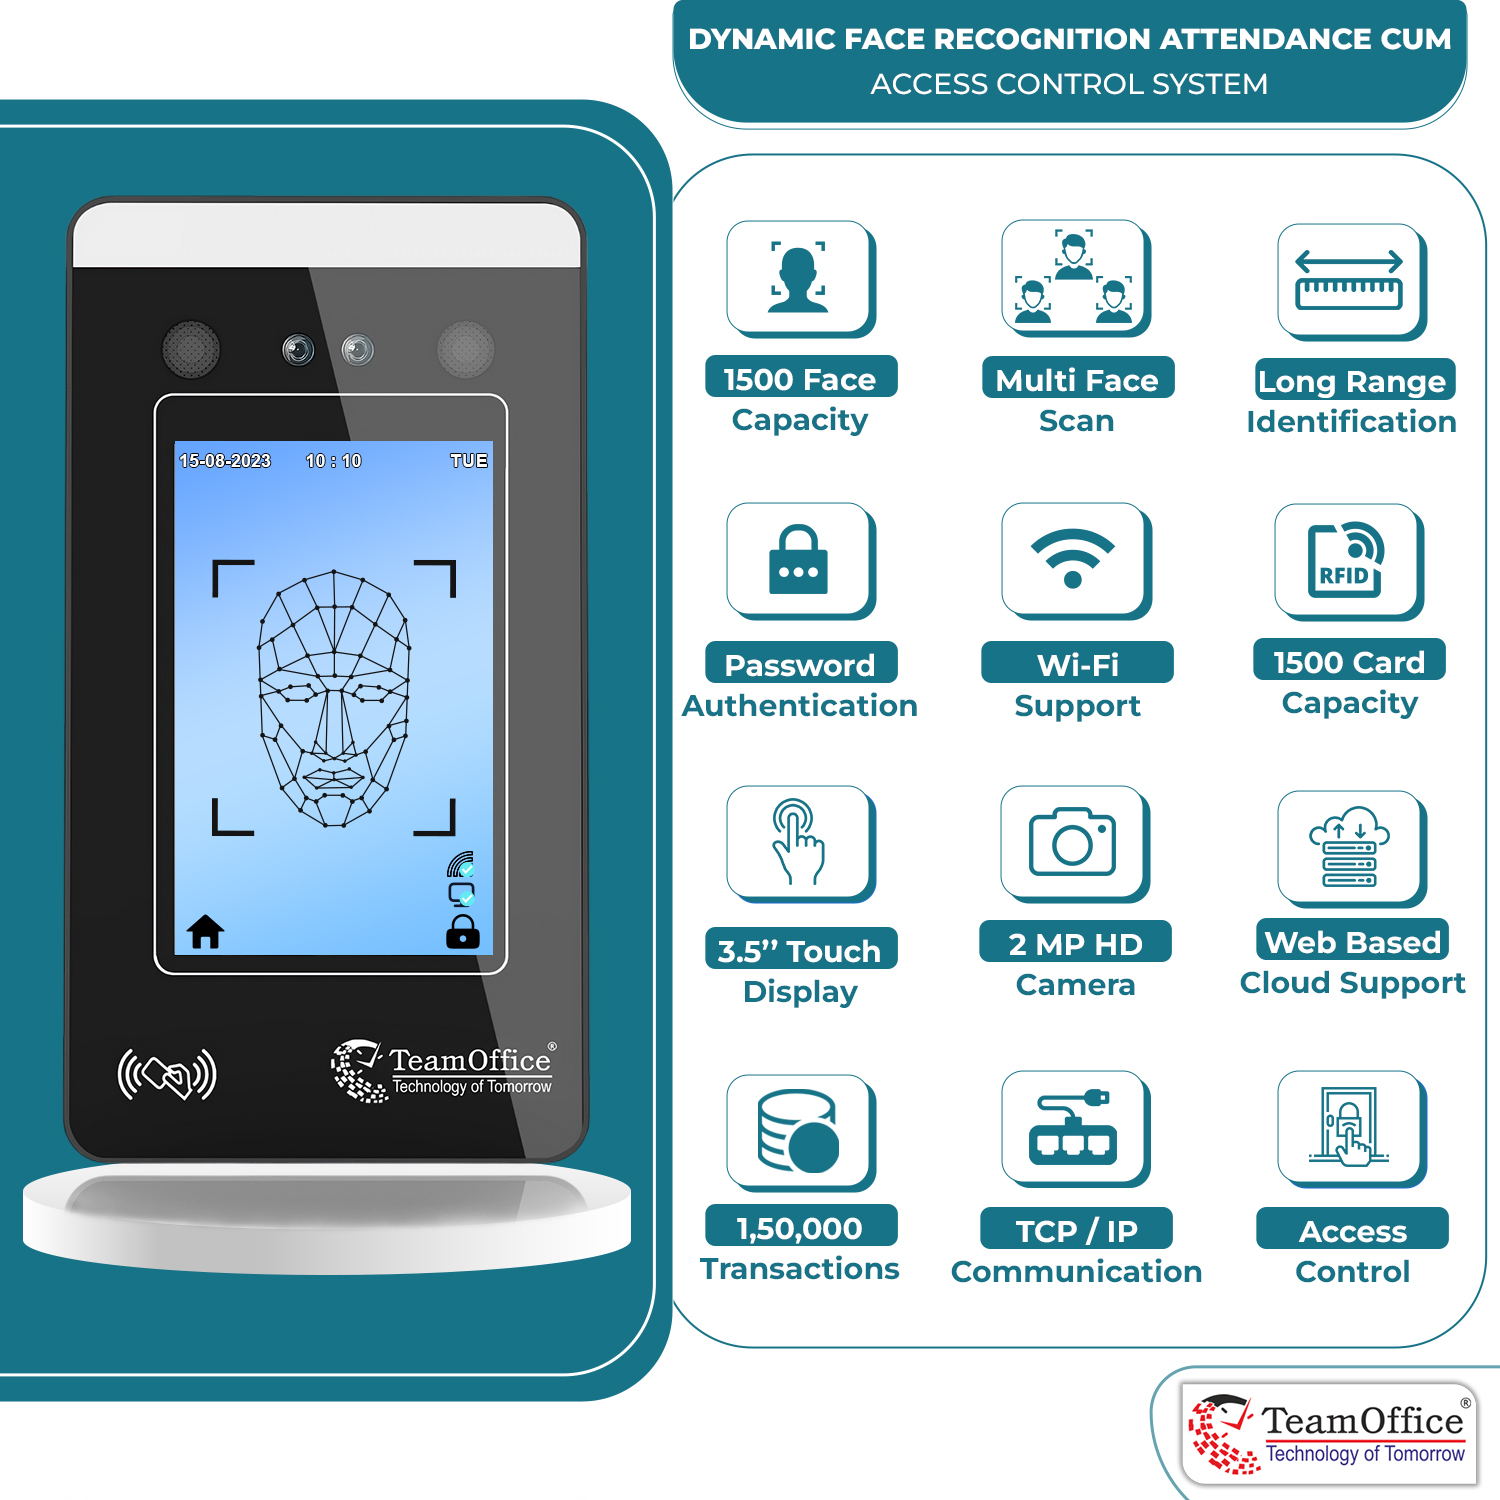 DYNAMIC FACE RECOGNITION ATTENDANCE CUM
ACCESS CONTROL SYSTEM
15-08-2023 10 : 10 TUE
TeamOffice®
Technology of Tomorrow
1500 Face
Capacity
Multi Face
Scan
Long Range
Identification
Password
Authentication
Wi-Fi
Support
RFID
1500 Card
Capacity
3.5’’ Touch
Display
2 MP HD
Camera
Web Based
Cloud Support
1,50,000
Transactions
TCP / IP
Communication
Access
Control
TeamOffice®
Technology of Tomorrow